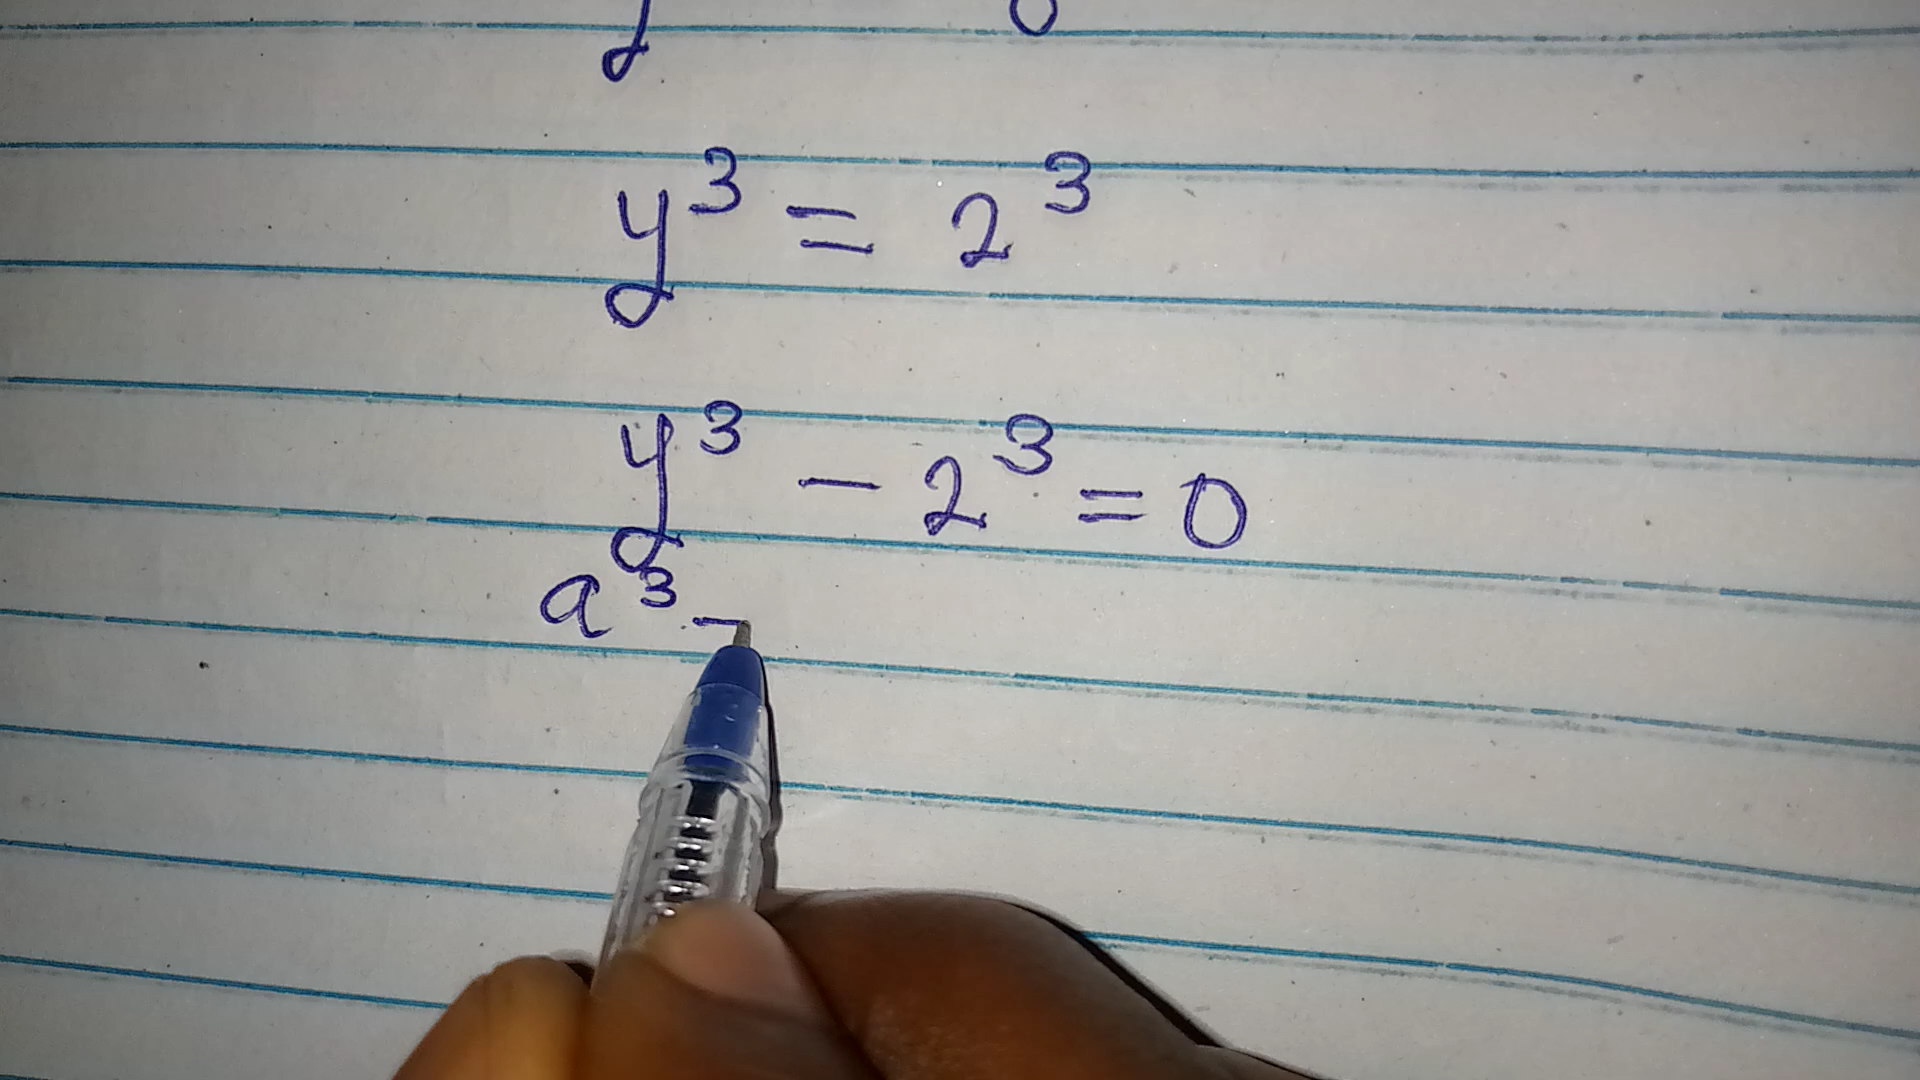 y³ = 2³
y³ - 2³ = 0
a³ -